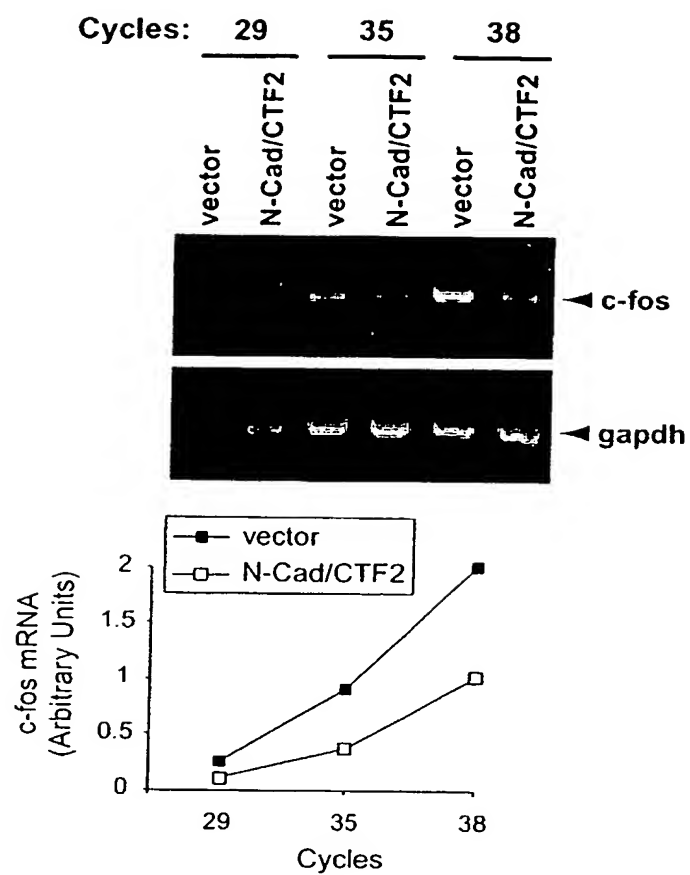 Cycles: 29 35 38
vector N-Cad/CTF2 vector N-Cad/CTF2 vector N-Cad/CTF2
c-fos
gapdh
vector
N-Cad/CTF2
c-fos mRNA
(Arbitrary Units)
2
1.5
1
0.5
0
29 35 38
Cycles